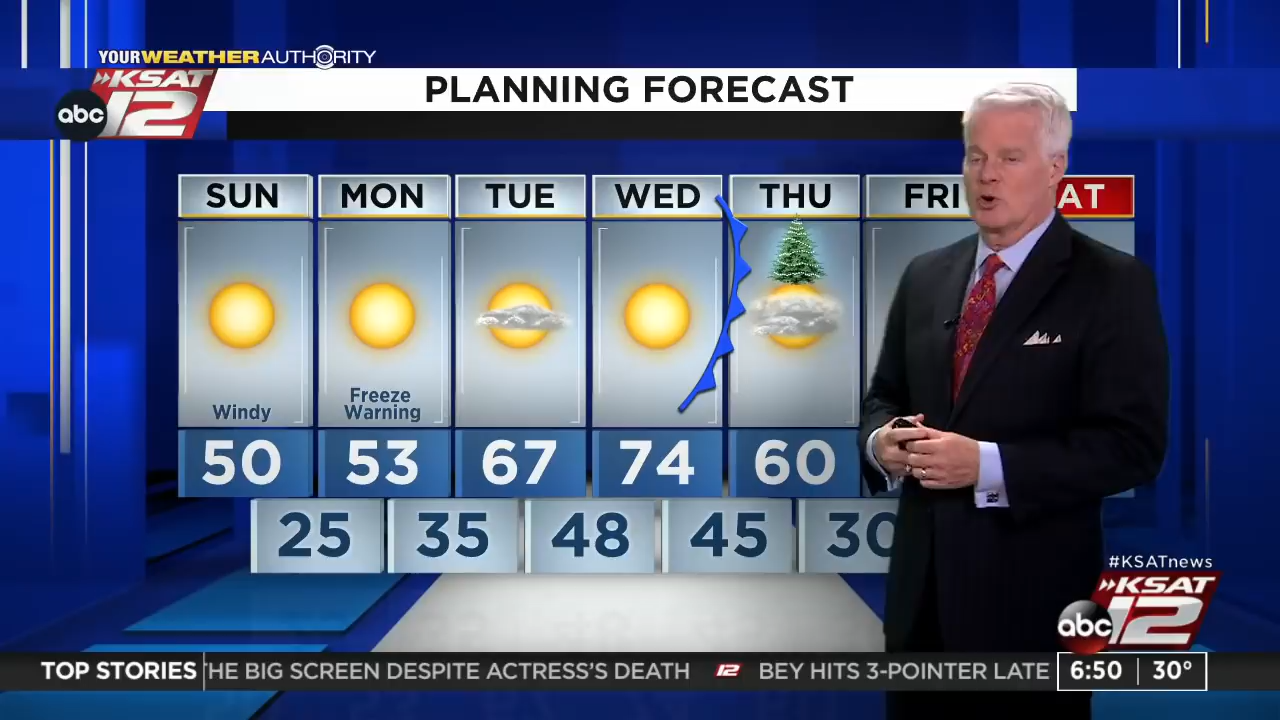 YOUR WEATHER AUTHORITY
KSAT
abc 12
PLANNING FORECAST
SUN MON TUE WED THU FRI AT
Windy
Freeze
Warning
50 53 67 74 60
25 35 48 45 30
#KSATnews
KSAT
abc 12
TOP STORIES HE BIG SCREEN DESPITE ACTRESS'S DEATH 12 BEY HITS 3-POINTER LATE 6:50 30°